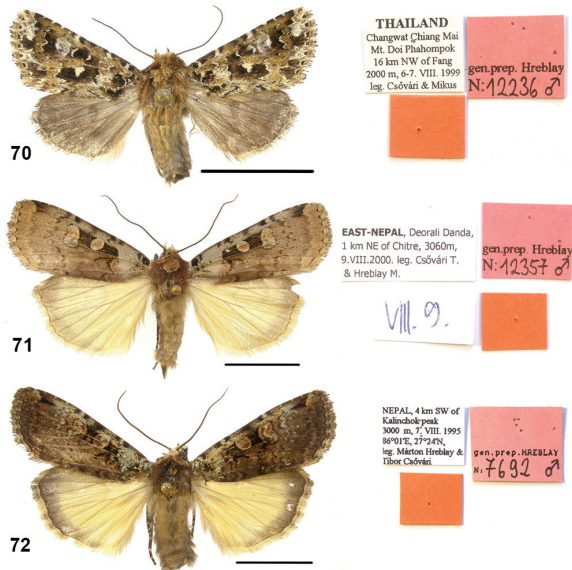 THAILAND
Changwat Chiang Mai
Mt. Doi Phahompok
16 km NW of Fang
2000 m, 6-7. VIII. 1999
leg. Csővári & Mikus
gen.prep. Hreblay
N:12236 ♂
70
EAST-NEPAL, Deorali Danda,
1 km NE of Chitre, 3060m,
9.VIII.2000. leg. Csővári T.
& Hreblay M.
gen.prep. Hreblay
N:12357 ♂
VIII. 9.
71
NEPAL, 4 km SW of
Kalinchok-peak
3000 m, 7. VIII. 1995
86°01'E, 27°24'N,
leg. Márton Hreblay &
Tibor Csővári
gen.prep. HREBLAY
N: 7692 ♂
72